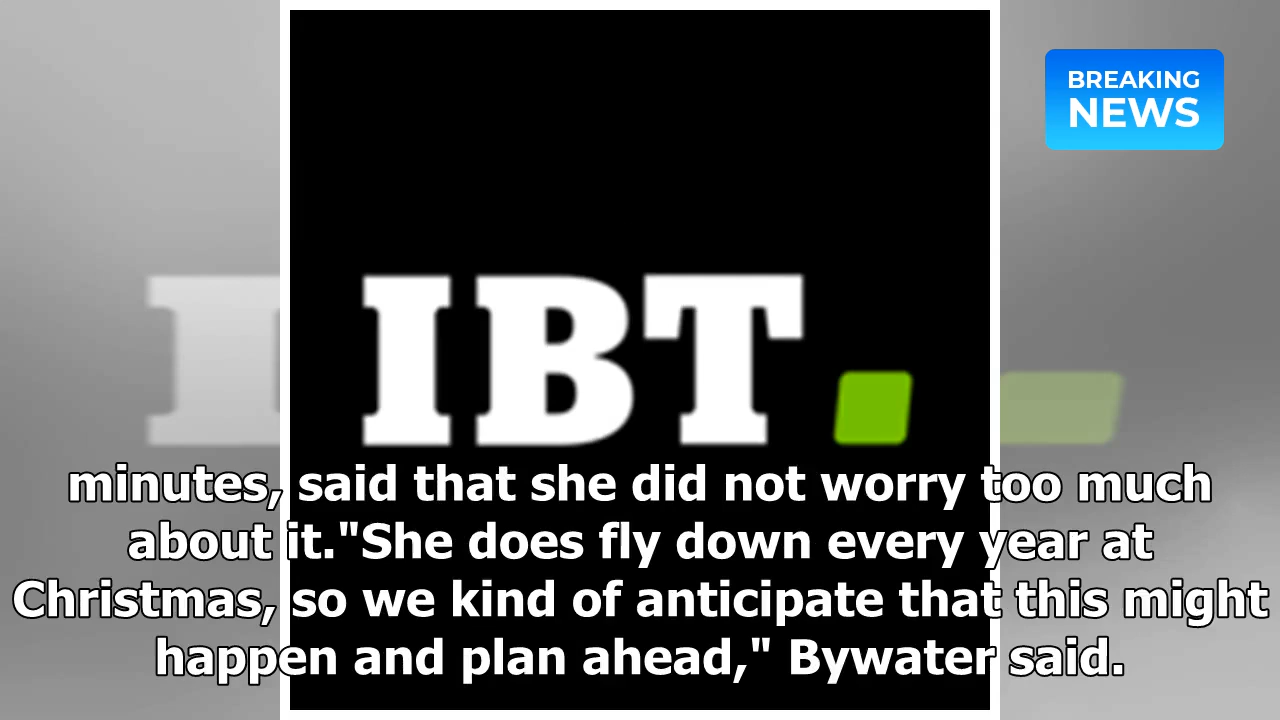 BREAKING
NEWS
IBT.
minutes, said that she did not worry too much
about it."She does fly down every year at
Christmas, so we kind of anticipate that this might
happen and plan ahead," Bywater said.